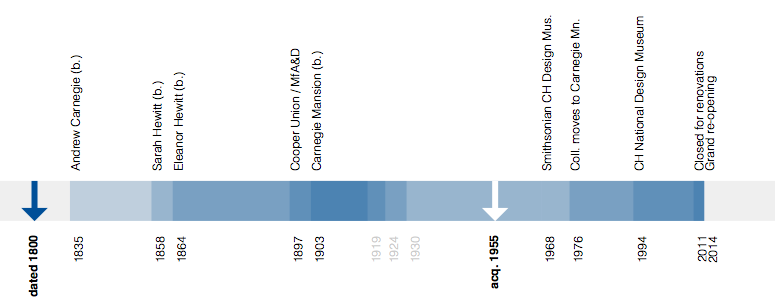 Andrew Carnegie (b.)
Sarah Hewitt (b.)
Eleanor Hewitt (b.)
Cooper Union / MfA&D
Carnegie Mansion (b.)
Smithsonian CH Design Mus.
Coll. moves to Carnegie Mn.
CH National Design Museum
Closed for renovations
Grand re-opening
dated 1800
1835
1858
1864
1897
1903
1919
1924
1930
acq. 1955
1968
1976
1994
2011
2014